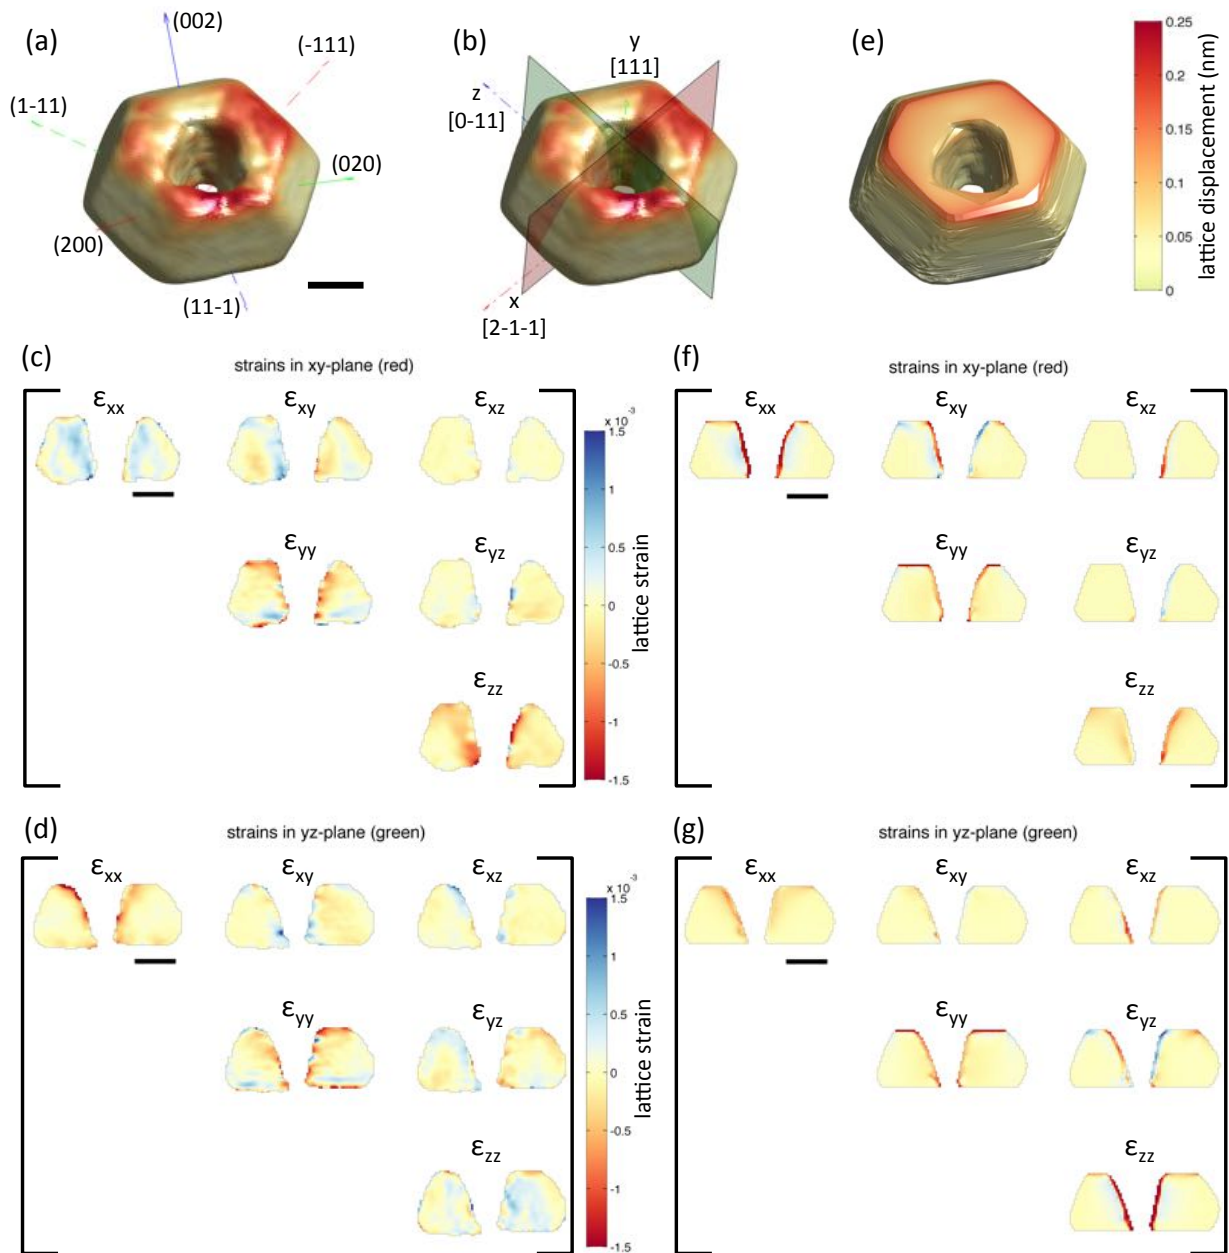 (a)
(002)
(-111)
(1-11)
(020)
(200)
(11-1)
(b)
y
[111]
z
[0-11]
x
[2-1-1]
(e)
0.25
0.2
0.15
0.1
0.05
0
lattice displacement (nm)
(c)
strains in xy-plane (red)
εxx
εxy
εxz
εyy
εyz
εzz
x 10⁻³
1.5
1
0.5
0
-0.5
-1
-1.5
lattice strain
(f)
strains in xy-plane (red)
εxx
εxy
εxz
εyy
εyz
εzz
(d)
strains in yz-plane (green)
εxx
εxy
εxz
εyy
εyz
εzz
x 10⁻³
1.5
1
0.5
0
-0.5
-1
-1.5
lattice strain
(g)
strains in yz-plane (green)
εxx
εxy
εxz
εyy
εyz
εzz